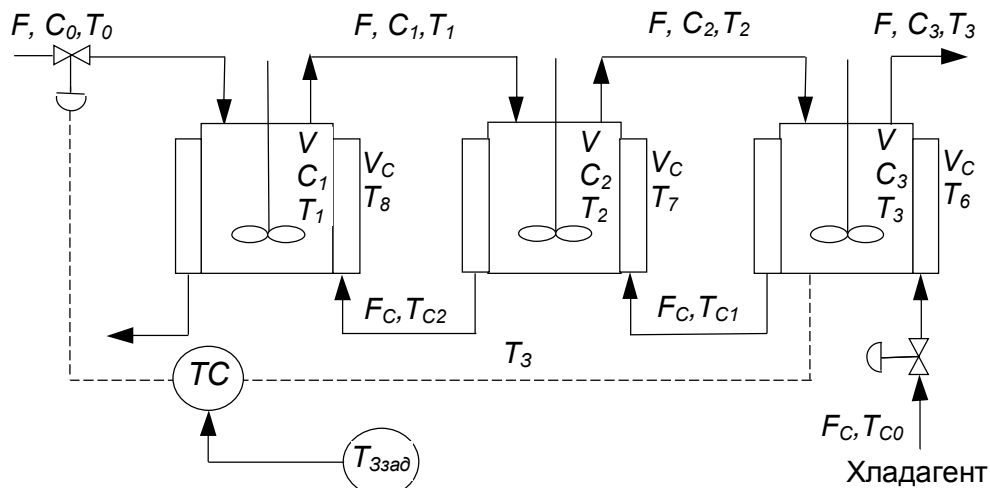 F, C₀,T₀
F, C₁,T₁
F, C₂,T₂
F, C₃,T₃
V
C₁
T₁
V_C
T₈
V
C₂
T₂
V_C
T₇
V
C₃
T₃
V_C
T₆
F_C,T_C2
F_C,T_C1
T₃
TC
T_3зад
F_C,T_C0
Хладагент